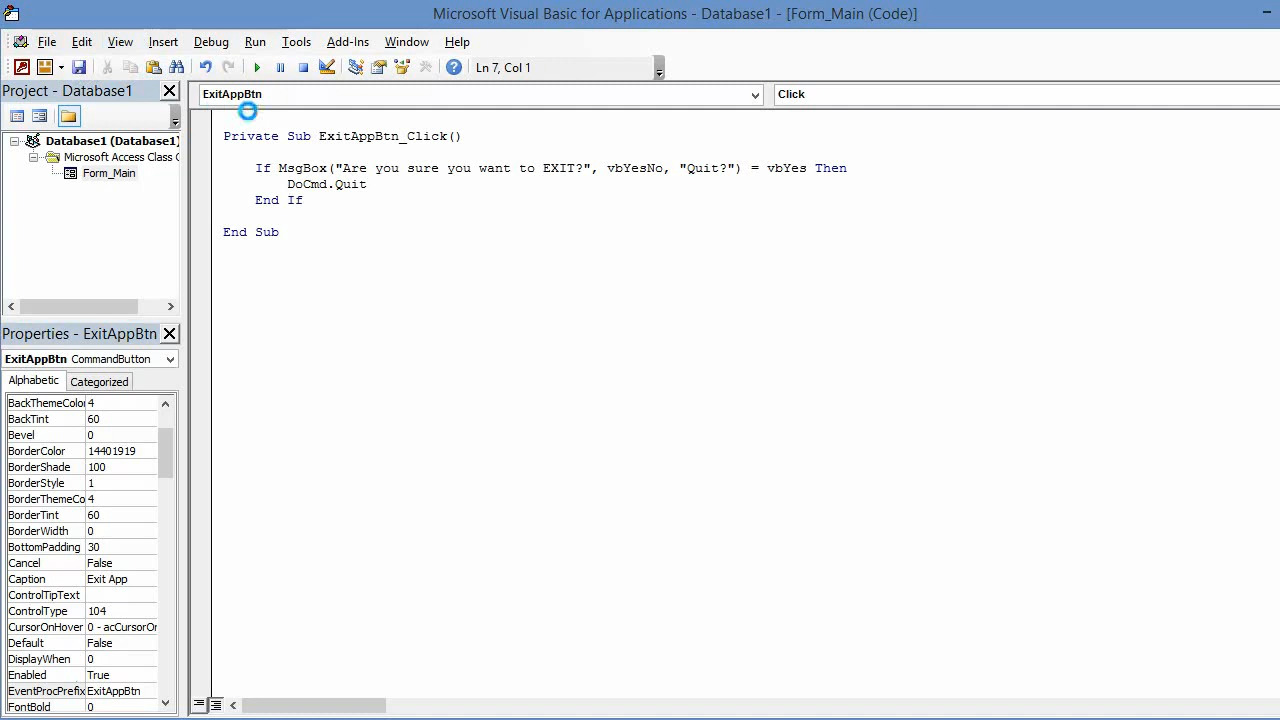 Microsoft Visual Basic for Applications - Database1 - [Form_Main (Code)]
File Edit View Insert Debug Run Tools Add-Ins Window Help
Ln 7, Col 1
Project - Database1
ExitAppBtn
Click
Database1 (Database1)
Microsoft Access Class
Form_Main
Private Sub ExitAppBtn_Click()
If MsgBox("Are you sure you want to EXIT?", vbYesNo, "Quit?") = vbYes Then
DoCmd.Quit
End If
End Sub
Properties - ExitAppBtn
ExitAppBtn CommandButton
Alphabetic Categorized
BackThemeColo 4
BackTint 60
Bevel 0
BorderColor 14401919
BorderShade 100
BorderStyle 1
BorderThemeCo 4
BorderTint 60
BorderWidth 0
BottomPadding 30
Cancel False
Caption Exit App
ControlTipText
ControlType 104
CursorOnHover 0 - acCursorOr
Default False
DisplayWhen 0
Enabled True
EventProcPrefix ExitAppBtn
FontBold 0